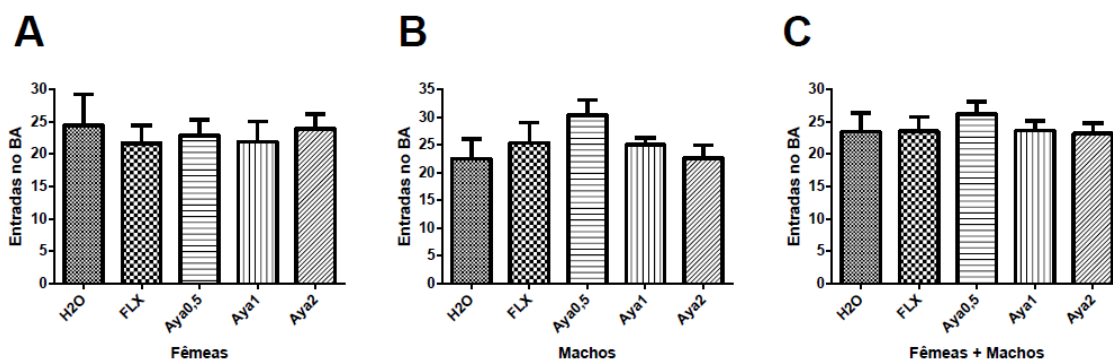 A
B
C
Entradas no BA
30
25
20
15
10
5
0
H2O
FLX
Aya0,5
Aya1
Aya2
Fêmeas
Entradas no BA
35
30
25
20
15
10
5
0
H2O
FLX
Aya0,5
Aya1
Aya2
Machos
Entradas no BA
30
25
20
15
10
5
0
H2O
FLX
Aya0,5
Aya1
Aya2
Fêmeas + Machos